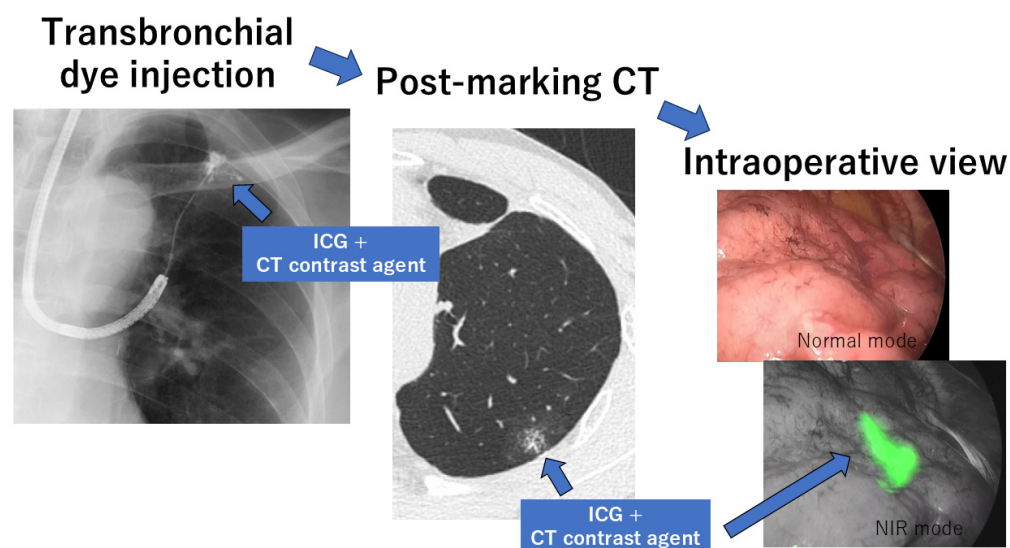 Transbronchial
dye injection
Post-marking CT
Intraoperative view
ICG +
CT contrast agent
Normal mode
ICG +
CT contrast agent
NIR mode